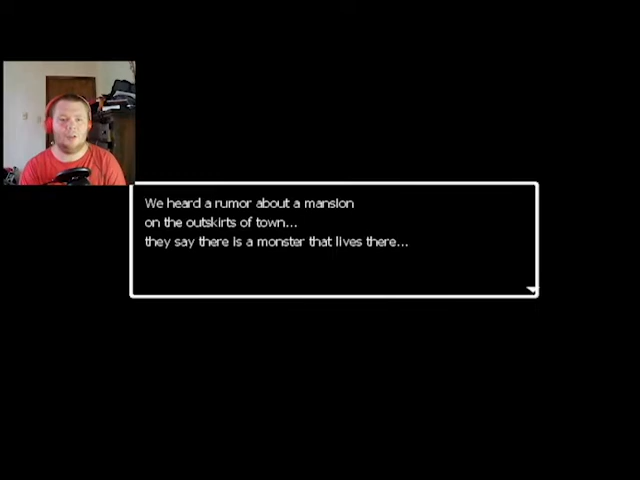 We heard a rumor about a mansion
on the outskirts of town...
they say there is a monster that lives there...